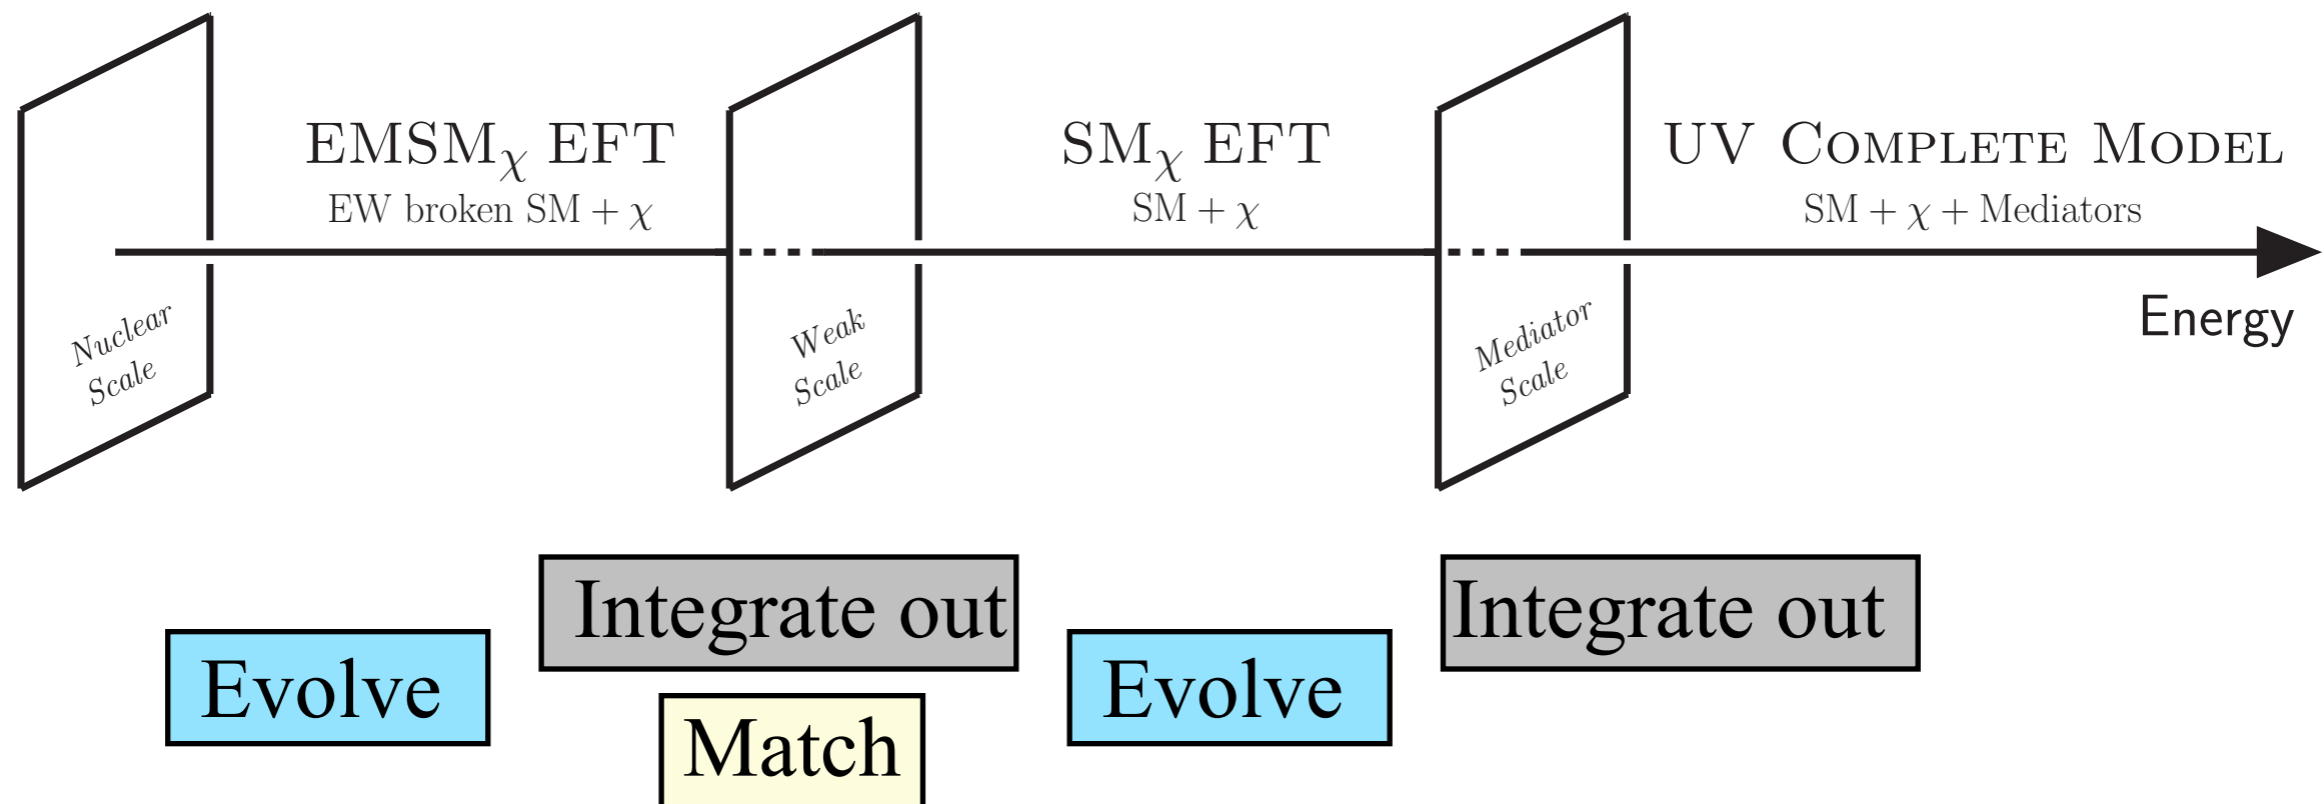 EMSMχ EFT
EW broken SM + χ
SMχ EFT
SM + χ
UV COMPLETE MODEL
SM + χ + Mediators
Nuclear
Scale
Weak
Scale
Mediator
Scale
Energy
Integrate out
Integrate out
Evolve
Evolve
Match